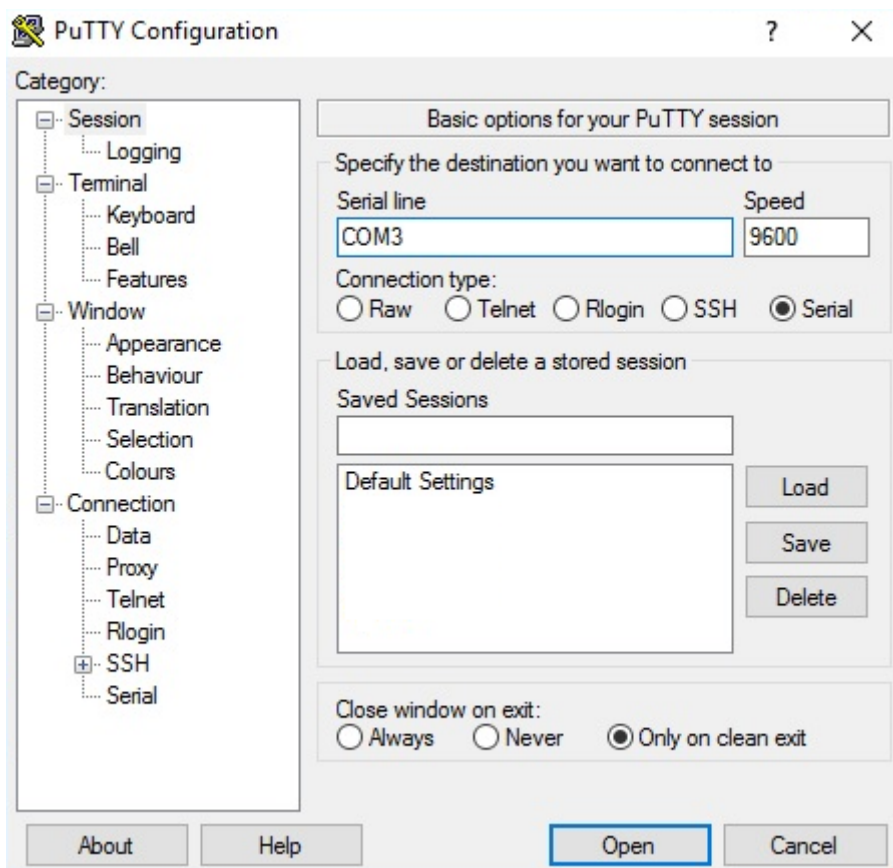 PuTTY Configuration ? ×
Category:
Session
Logging
Terminal
Keyboard
Bell
Features
Window
Appearance
Behaviour
Translation
Selection
Colours
Connection
Data
Proxy
Telnet
Rlogin
SSH
Serial
Basic options for your PuTTY session
Specify the destination you want to connect to
Serial line Speed
COM3 9600
Connection type:
Raw Telnet Rlogin SSH Serial
Load, save or delete a stored session
Saved Sessions
Default Settings
Load
Save
Delete
Close window on exit:
Always Never Only on clean exit
About Help Open Cancel